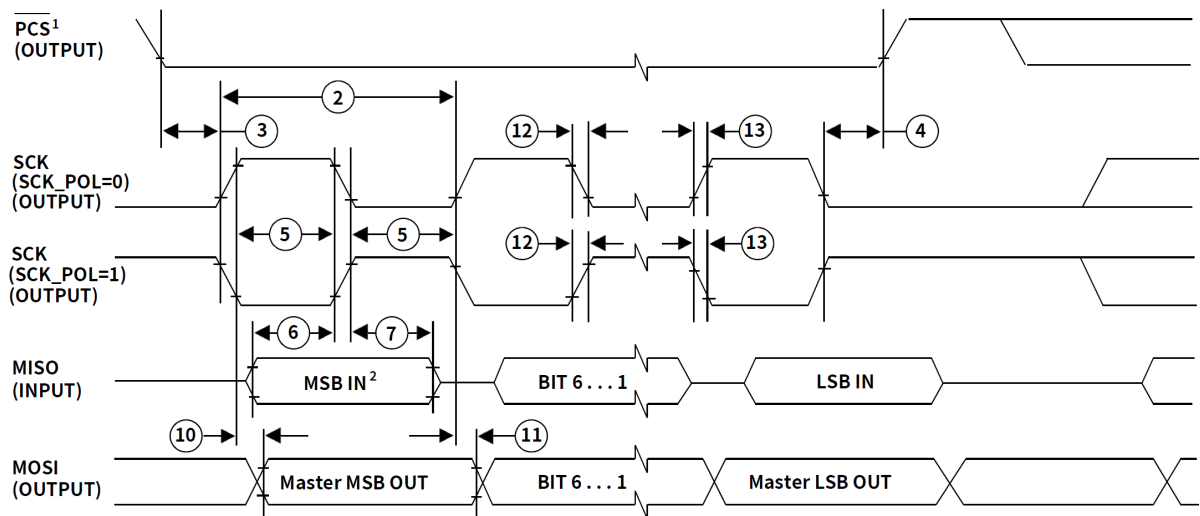 PCS¹
(OUTPUT)
2
3
12
13
4
SCK
(SCK_POL=0)
(OUTPUT)
5
5
SCK
(SCK_POL=1)
(OUTPUT)
12
13
6
7
MISO
(INPUT)
MSB IN²
BIT 6 . . . 1
LSB IN
10
11
MOSI
(OUTPUT)
Master MSB OUT
BIT 6 . . . 1
Master LSB OUT